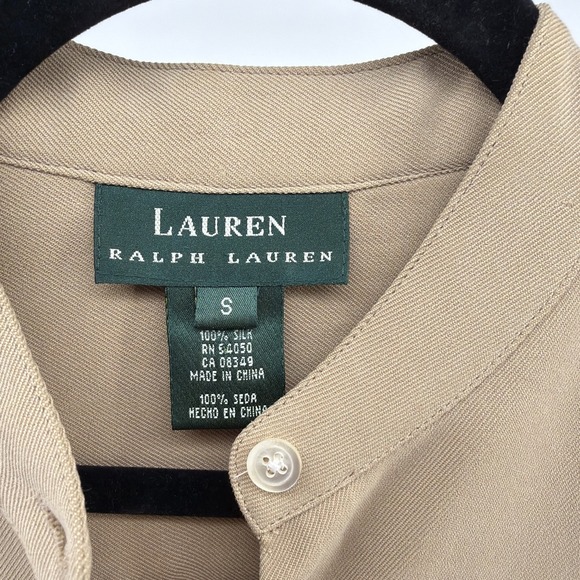 LAUREN
RALPH LAUREN
S
100% SILK
RN 54050
CA 08349
MADE IN CHINA
100% SEDA
HECHO EN CHINA